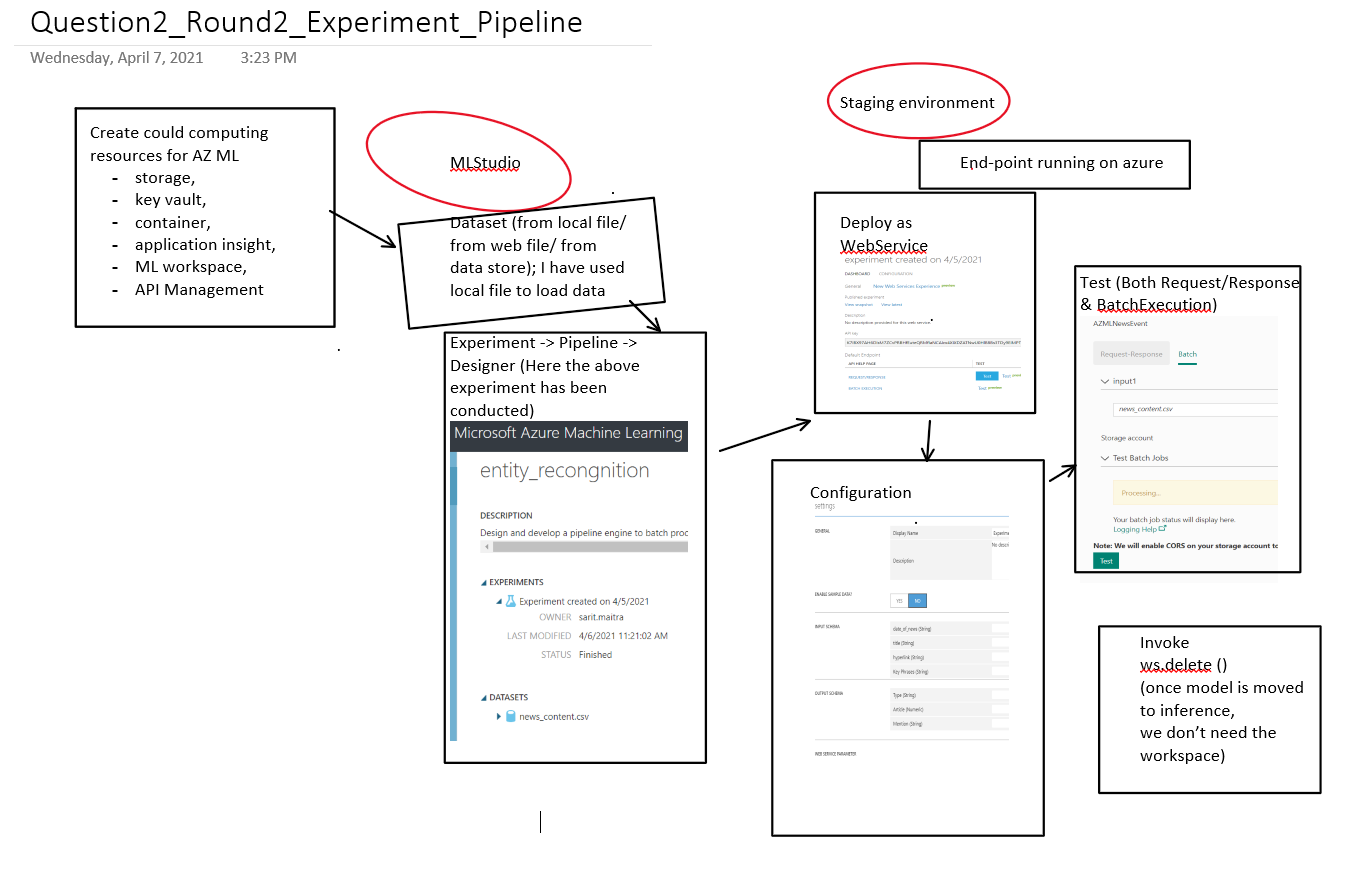 Question2_Round2_Experiment_Pipeline
Wednesday, April 7, 2021 3:23 PM
Create could computing
resources for AZ ML
- storage,
- key vault,
- container,
- application insight,
- ML workspace,
- API Management
MLStudio
Dataset (from local file/
from web file/ from
data store); I have used
local file to load data
Experiment -> Pipeline ->
Designer (Here the above
experiment has been
conducted)
Microsoft Azure Machine Learning
entity_recongnition
DESCRIPTION
Design and develop a pipeline engine to batch proc
EXPERIMENTS
Experiment created on 4/5/2021
OWNER sarit.maitra
LAST MODIFIED 4/6/2021 11:21:02 AM
STATUS Finished
DATASETS
news_content.csv
Staging environment
End-point running on azure
Deploy as
WebService
experiment created on 4/5/2021
DASHBOARD CONFIGURATION
General New Web Services Experience
Published experiment
View snapshot View latest
Description
No description provided for this web service.
API key
Default Endpoint
API HELP PAGE TEST
REQUEST/RESPONSE Test Test
BATCH EXECUTION Test
Configuration
settings
GENERAL
Display Name Experime
No descri
Description
ENABLE SAMPLE DATA? YES NO
INPUT SCHEMA
date_of_news (String)
title (String)
hyperlink (String)
Key Phrases (String)
OUTPUT SCHEMA
Type (String)
Article (Numeric)
Mention (String)
WEB SERVICE PARAMETER
Test (Both Request/Response
& BatchExecution)
AZMLNewsEvent
Request-Response Batch
input1
news_content.csv
Storage account
Test Batch Jobs
Processing...
Your batch job status will display here.
Logging Help
Note: We will enable CORS on your storage account to
Test
Invoke
ws.delete ()
(once model is moved
to inference,
we don't need the
workspace)